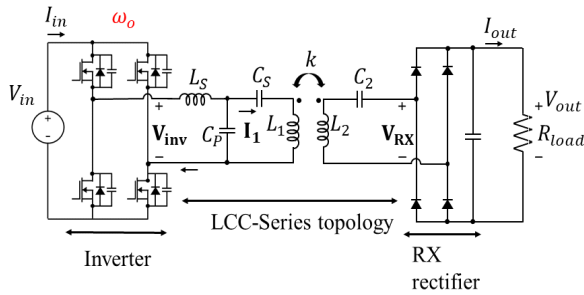 I_in
ω_o
I_out
k
L_S
C_S
C_2
V_in
+
−
+
V_inv
−
C_P
I_1
L_1
L_2
+
V_RX
−
+
V_out
R_load
−
LCC-Series topology
Inverter
RX
rectifier